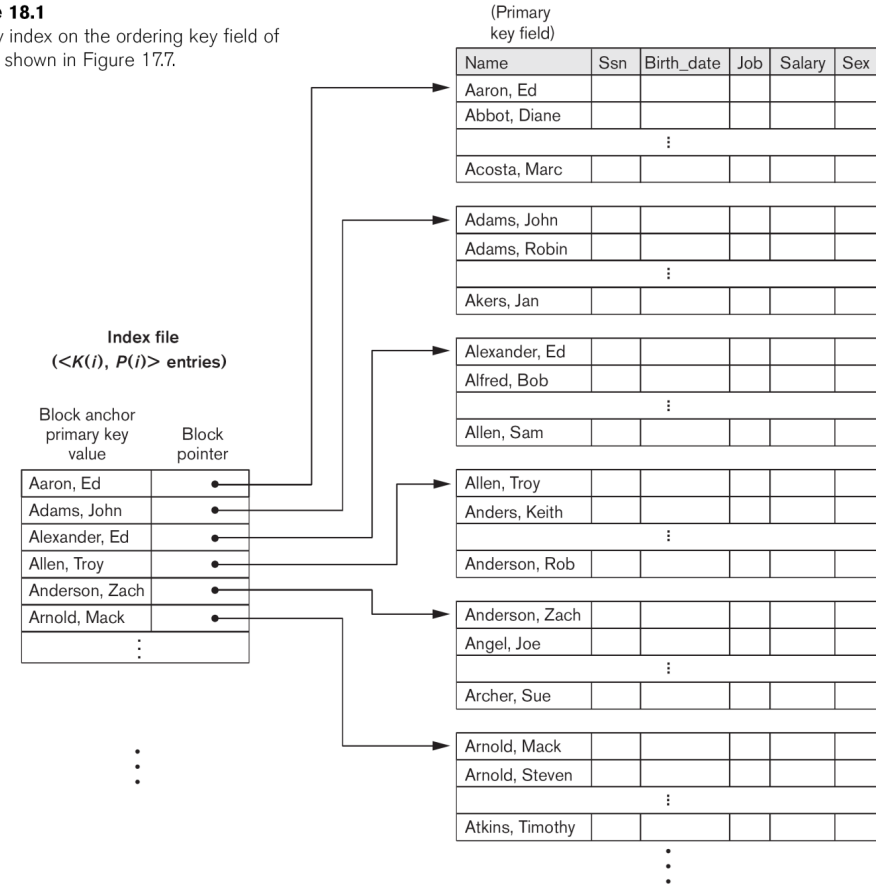 18.1
index on the ordering key field of
shown in Figure 17.7.
(Primary
key field)
Name Ssn Birth_date Job Salary Sex
Aaron, Ed
Abbot, Diane
⋮
Acosta, Marc
Adams, John
Adams, Robin
⋮
Akers, Jan
Alexander, Ed
Alfred, Bob
⋮
Allen, Sam
Allen, Troy
Anders, Keith
⋮
Anderson, Rob
Anderson, Zach
Angel, Joe
⋮
Archer, Sue
Arnold, Mack
Arnold, Steven
⋮
Atkins, Timothy
⋮
Index file
(<K(i), P(i)> entries)
Block anchor
primary key
value
Block
pointer
Aaron, Ed
Adams, John
Alexander, Ed
Allen, Troy
Anderson, Zach
Arnold, Mack
⋮
⋮